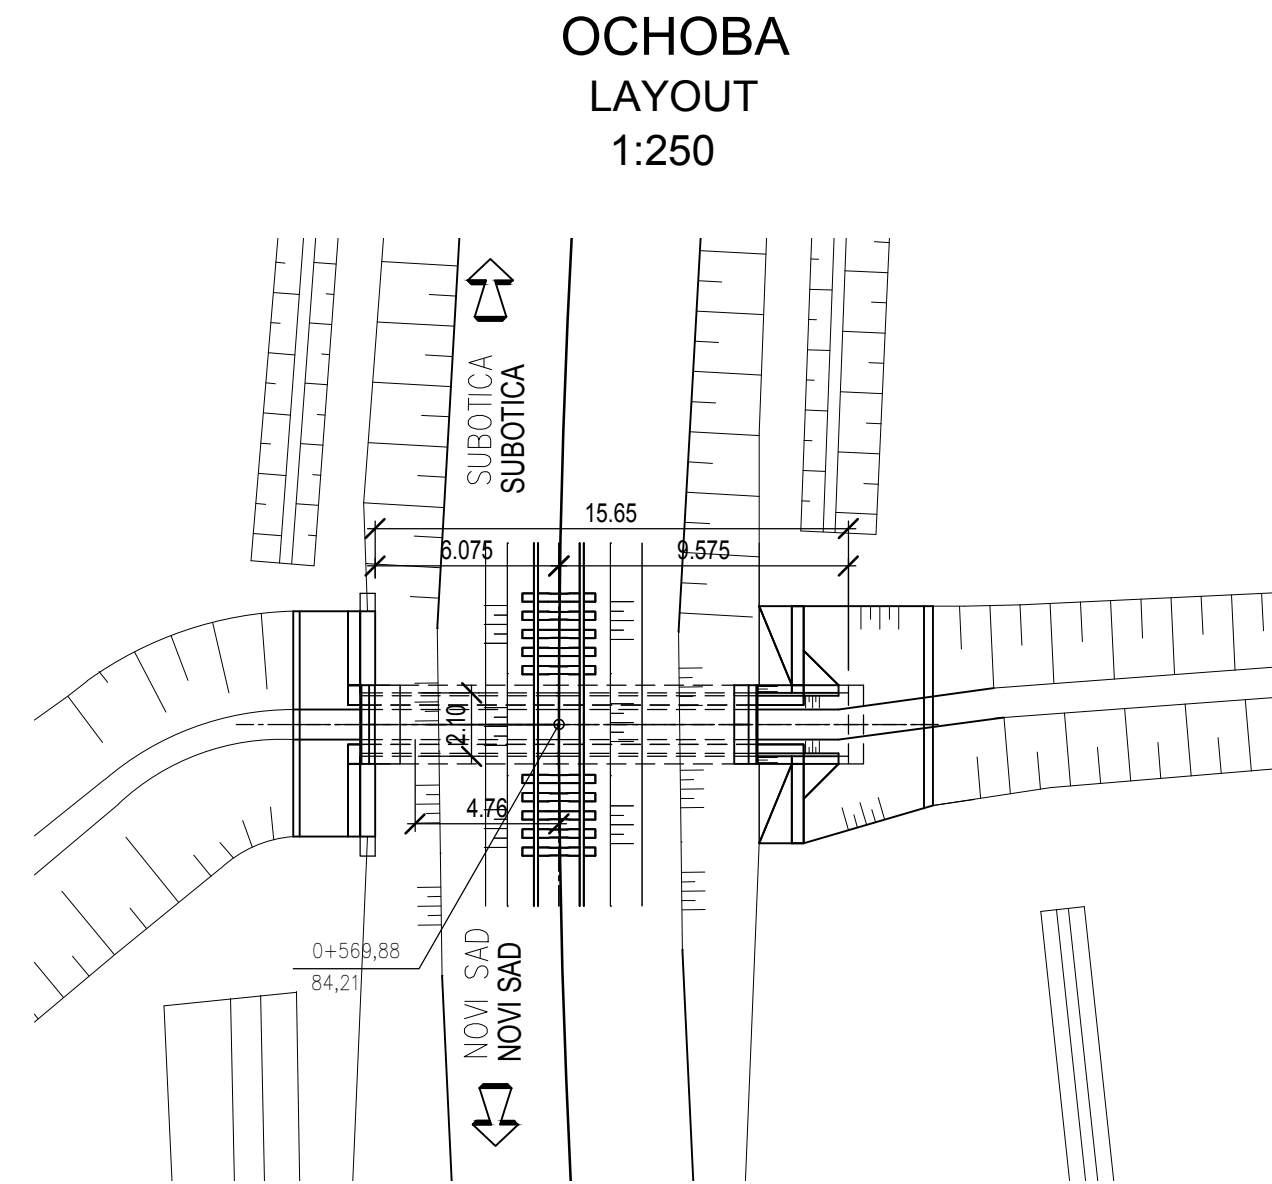 ОСНОВА
LAYOUT
1:250
SUBOTICA
SUBOTICA
15.65
6.075
9.575
2.10
4.76
0+569,88
84,21
NOVI SAD
NOVI SAD